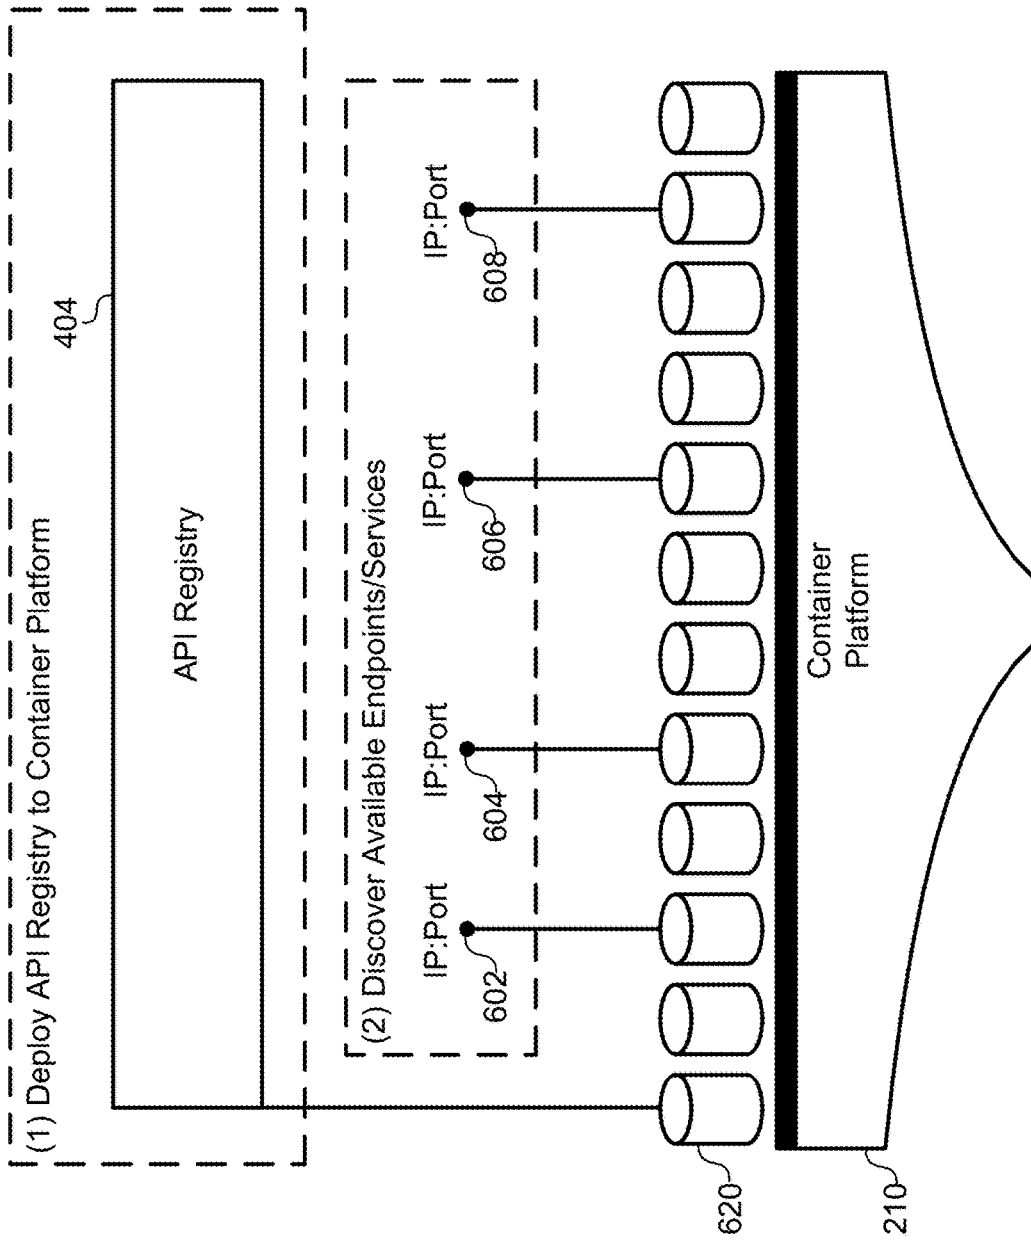 (1) Deploy API Registry to Container Platform
404
API Registry
(2) Discover Available Endpoints/Services
IP:Port
IP:Port
IP:Port
IP:Port
602
604
606
608
620
Container
Platform
210